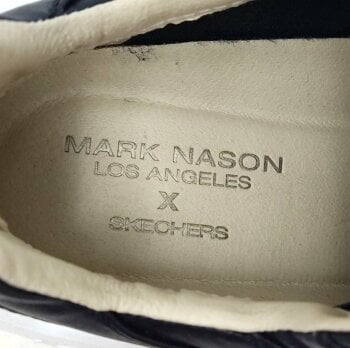 MARK NASON
LOS ANGELES
X
SKECHERS